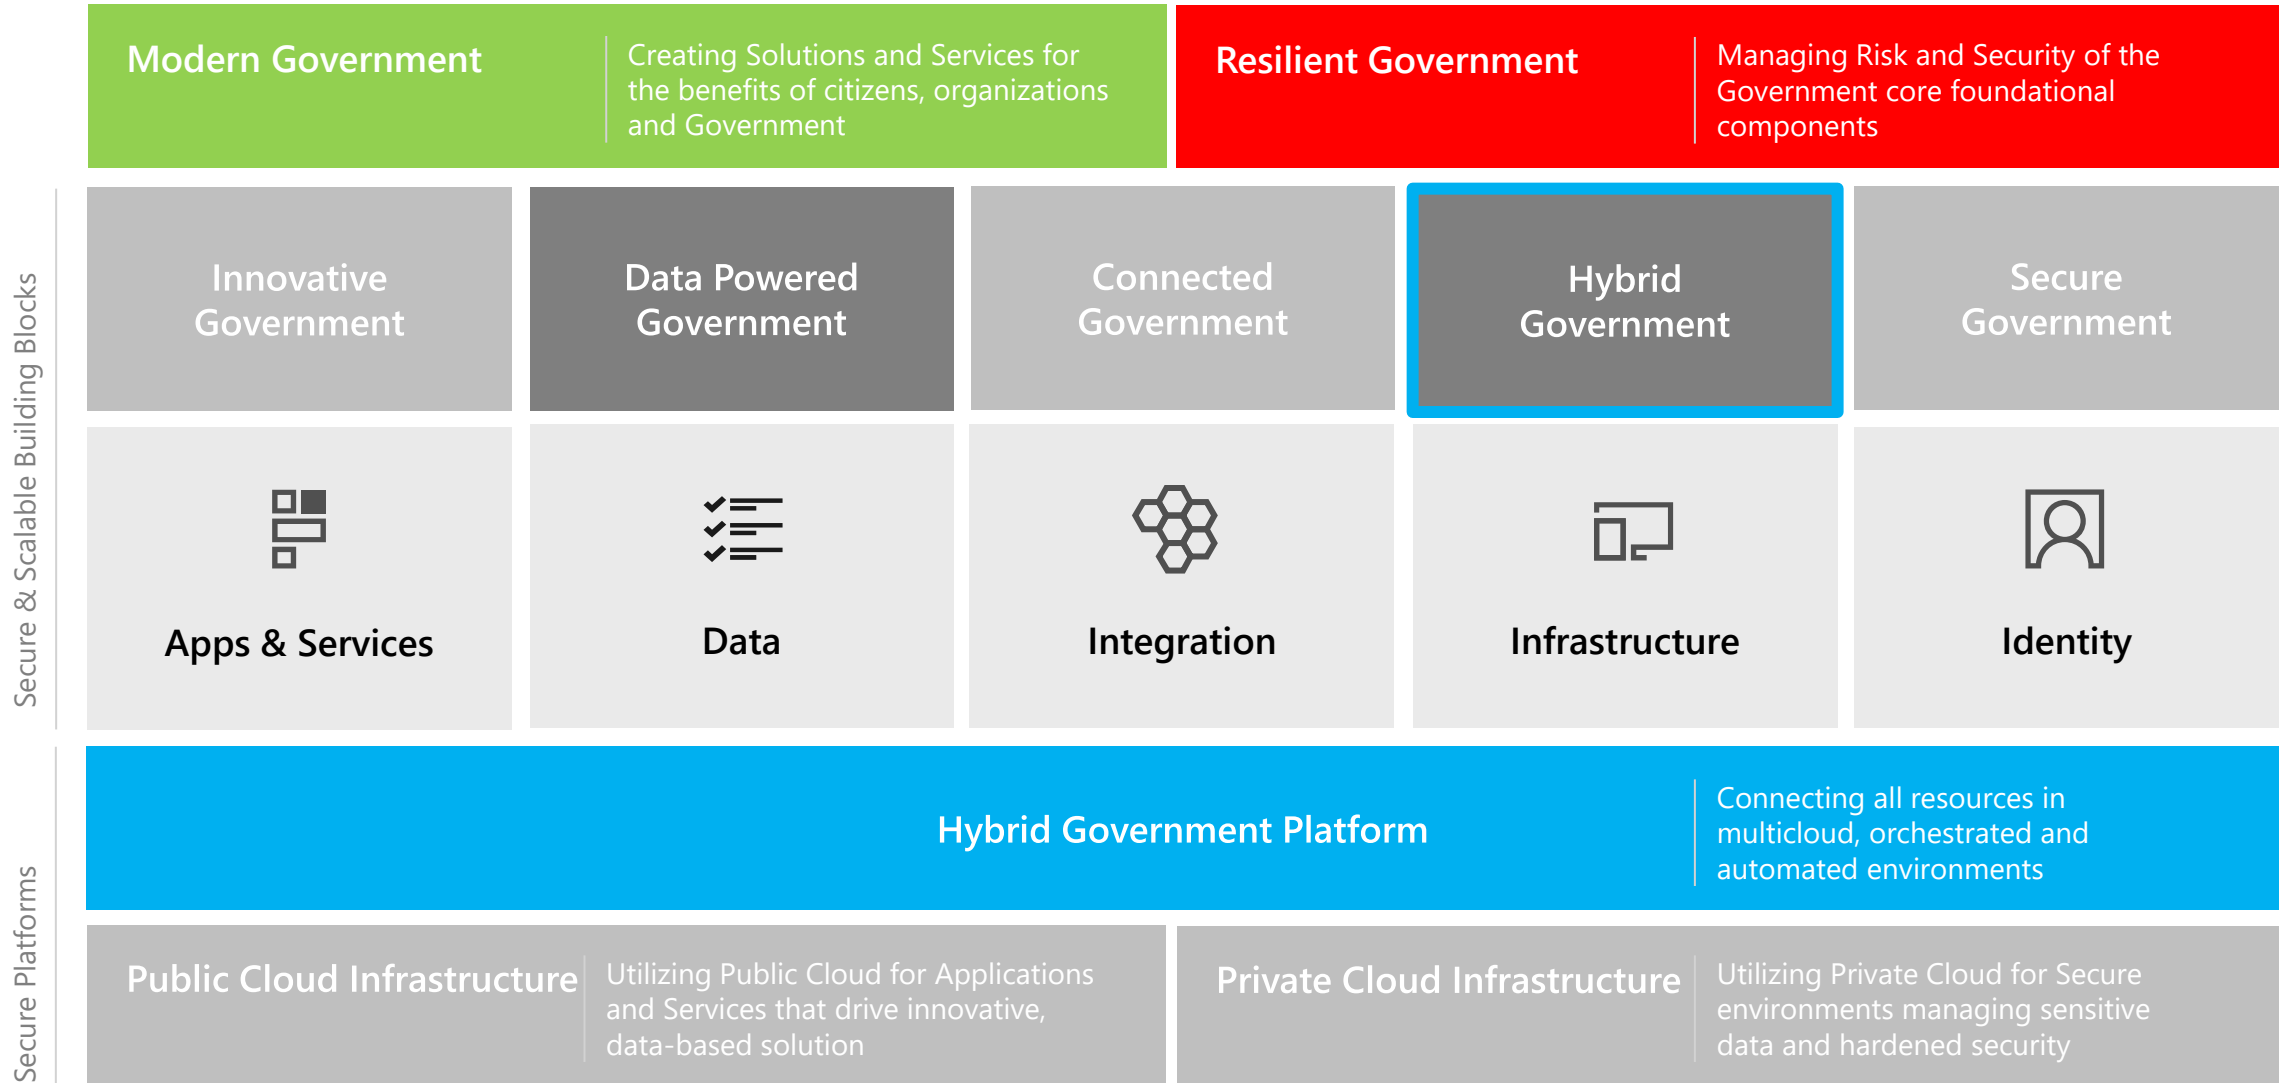 Modern Government
Creating Solutions and Services for
the benefits of citizens, organizations
and Government
Resilient Government
Managing Risk and Security of the
Government core foundational
components
Secure & Scalable Building Blocks
Innovative
Government
Data Powered
Government
Connected
Government
Hybrid
Government
Secure
Government
Apps & Services
Data
Integration
Infrastructure
Identity
Secure Platforms
Hybrid Government Platform
Connecting all resources in
multicloud, orchestrated and
automated environments
Public Cloud Infrastructure
Utilizing Public Cloud for Applications
and Services that drive innovative,
data-based solution
Private Cloud Infrastructure
Utilizing Private Cloud for Secure
environments managing sensitive
data and hardened security